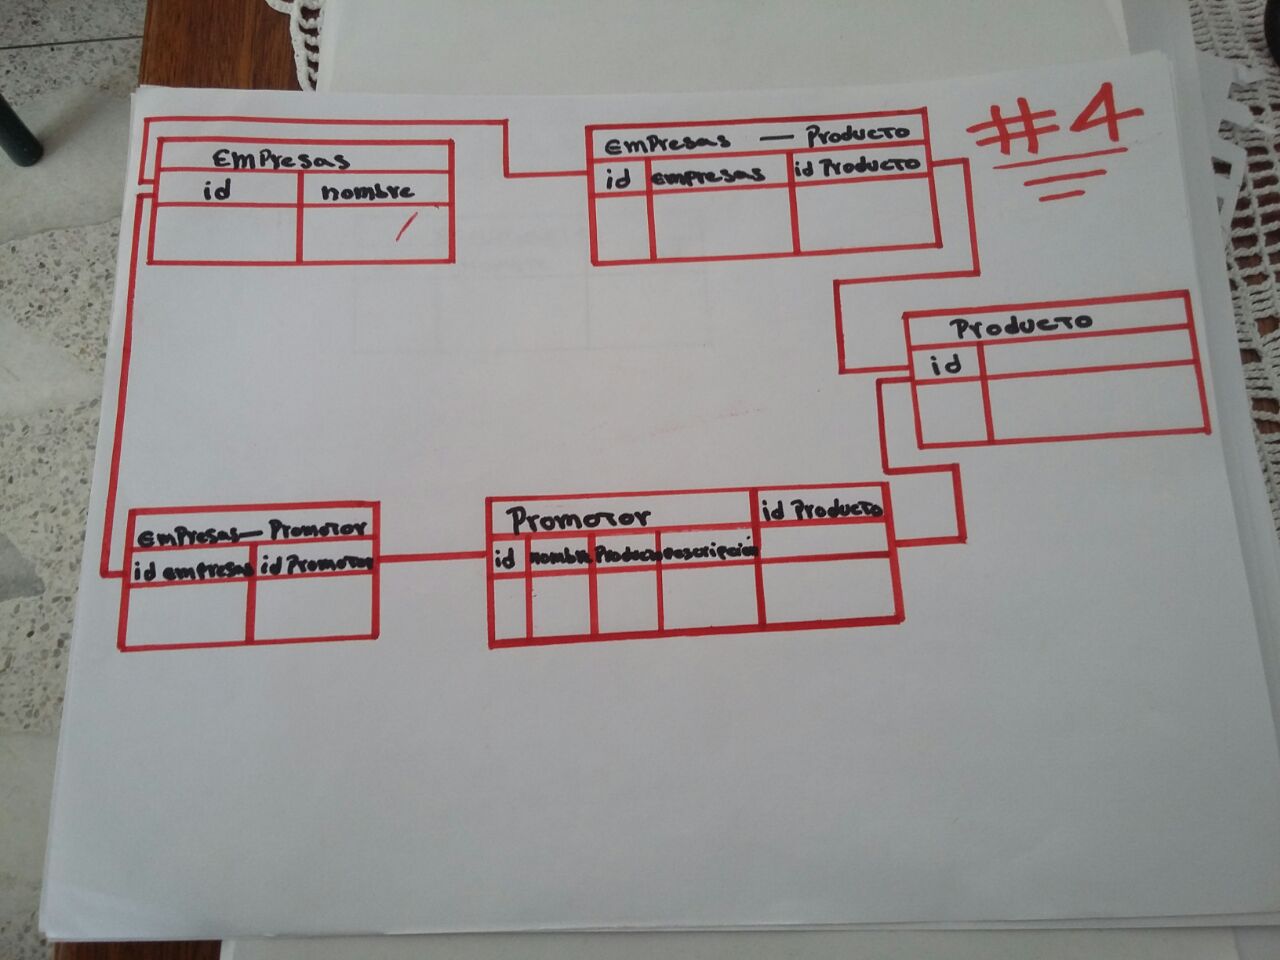 #4
Empresas
id nombre
Empresas — Producto
id empresas id Producto
Producto
id
Empresas — Promotor
id empresas id Promotor
Promotor id Producto
id nombre Producto Descripción